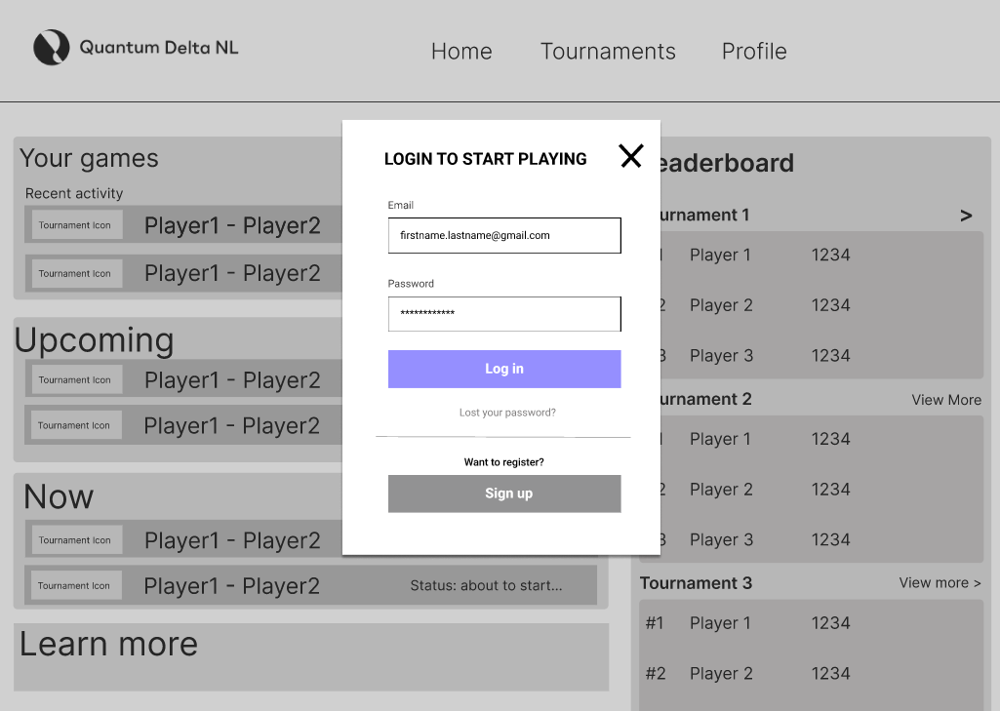 Quantum Delta NL
Home
Tournaments
Profile
Your games
Recent activity
Tournament Icon
Player1 - Player2
Tournament Icon
Player1 - Player2
Upcoming
Tournament Icon
Player1 - Player2
Tournament Icon
Player1 - Player2
Now
Tournament Icon
Player1 - Player2
Tournament Icon
Player1 - Player2
Status: about to start...
Learn more
LOGIN TO START PLAYING
Email
firstname.lastname@gmail.com
Password
************
Log in
Lost your password?
Want to register?
Sign up
eaderboard
urnament 1
>
1 Player 1 1234
2 Player 2 1234
3 Player 3 1234
urnament 2
View More
1 Player 1 1234
2 Player 2 1234
3 Player 3 1234
Tournament 3
View more >
#1 Player 1 1234
#2 Player 2 1234